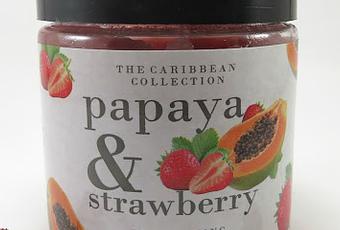 THE CARIBBEAN
COLLECTION
papaya
&
strawberry